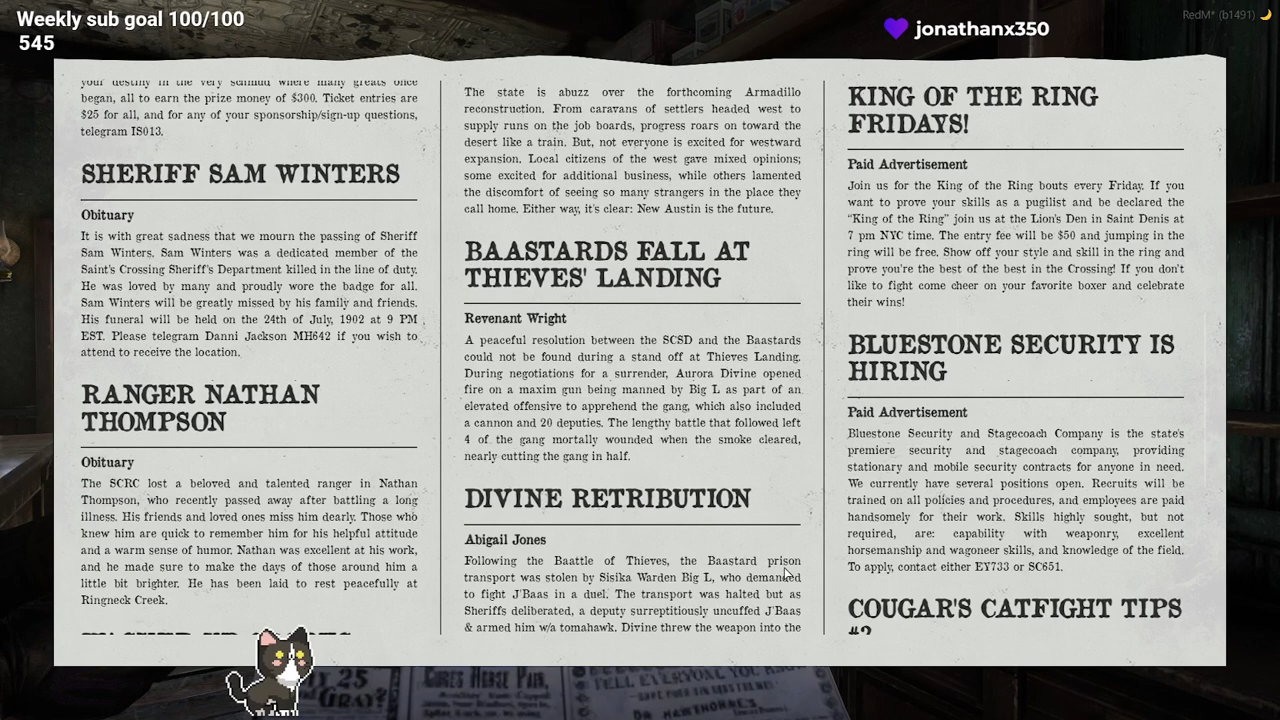 Weekly sub goal 100/100
545
jonathanx350
RedM* (b1491)
your destiny in the very schmud where many greats once
began, all to earn the prize money of $300. Ticket entries are
$25 for all, and for any of your sponsorship/sign-up questions,
telegram IS013.
SHERIFF SAM WINTERS
Obituary
It is with great sadness that we mourn the passing of Sheriff
Sam Winters. Sam Winters was a dedicated member of the
Saint's Crossing Sheriff's Department killed in the line of duty.
He was loved by many and proudly wore the badge for all.
Sam Winters will be greatly missed by his family and friends.
His funeral will be held on the 24th of July, 1902 at 9 PM
EST. Please telegram Danni Jackson MH642 if you wish to
attend to receive the location.
RANGER NATHAN
THOMPSON
Obituary
The SCRC lost a beloved and talented ranger in Nathan
Thompson, who recently passed away after battling a long
illness. His friends and loved ones miss him dearly. Those who
knew him are quick to remember him for his helpful attitude
and a warm sense of humor. Nathan was excellent at his work,
and he made sure to make the days of those around him a
little bit brighter. He has been laid to rest peacefully at
Ringneck Creek.
The state is abuzz over the forthcoming Armadillo
reconstruction. From caravans of settlers headed west to
supply runs on the job boards, progress roars on toward the
desert like a train. But, not everyone is excited for westward
expansion. Local citizens of the west gave mixed opinions;
some excited for additional business, while others lamented
the discomfort of seeing so many strangers in the place they
call home. Either way, it's clear: New Austin is the future.
BAASTARDS FALL AT
THIEVES' LANDING
Revenant Wright
A peaceful resolution between the SCSD and the Baastards
could not be found during a stand off at Thieves Landing.
During negotiations for a surrender, Aurora Divine opened
fire on a maxim gun being manned by Big L as part of an
elevated offensive to apprehend the gang, which also included
a cannon and 20 deputies. The lengthy battle that followed left
4 of the gang mortally wounded when the smoke cleared,
nearly cutting the gang in half.
DIVINE RETRIBUTION
Abigail Jones
Following the Baattle of Thieves, the Baastard prison
transport was stolen by Sisika Warden Big L, who demanded
to fight J'Baas in a duel. The transport was halted but as
Sheriffs deliberated, a deputy surreptitiously uncuffed J'Baas
& armed him w/a tomahawk. Divine threw the weapon into the
KING OF THE RING
FRIDAYS!
Paid Advertisement
Join us for the King of the Ring bouts every Friday. If you
want to prove your skills as a pugilist and be declared the
"King of the Ring" join us at the Lion's Den in Saint Denis at
7 pm NYC time. The entry fee will be $50 and jumping in the
ring will be free. Show off your style and skill in the ring and
prove you're the best of the best in the Crossing! If you don't
like to fight come cheer on your favorite boxer and celebrate
their wins!
BLUESTONE SECURITY IS
HIRING
Paid Advertisement
Bluestone Security and Stagecoach Company is the state's
premiere security and stagecoach company, providing
stationary and mobile security contracts for anyone in need.
We currently have several positions open. Recruits will be
trained on all policies and procedures, and employees are paid
handsomely for their work. Skills highly sought, but not
required, are: capability with weaponry, excellent
horsemanship and wagoneer skills, and knowledge of the field.
To apply, contact either EY733 or SC651.
COUGAR'S CATFIGHT TIPS
#2